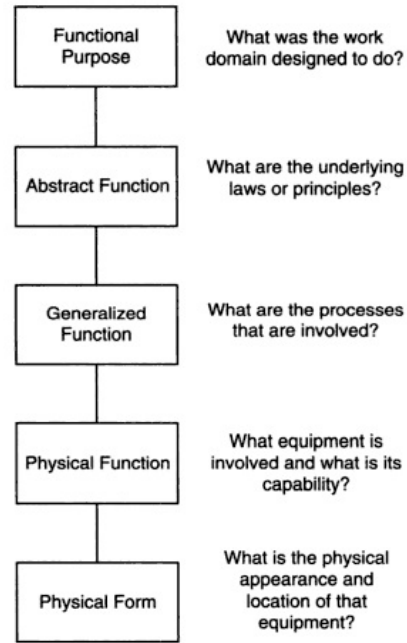 Functional
Purpose
What was the work
domain designed to do?
Abstract Function
What are the underlying
laws or principles?
Generalized
Function
What are the processes
that are involved?
Physical Function
What equipment is
involved and what is its
capability?
Physical Form
What is the physical
appearance and
location of that
equipment?